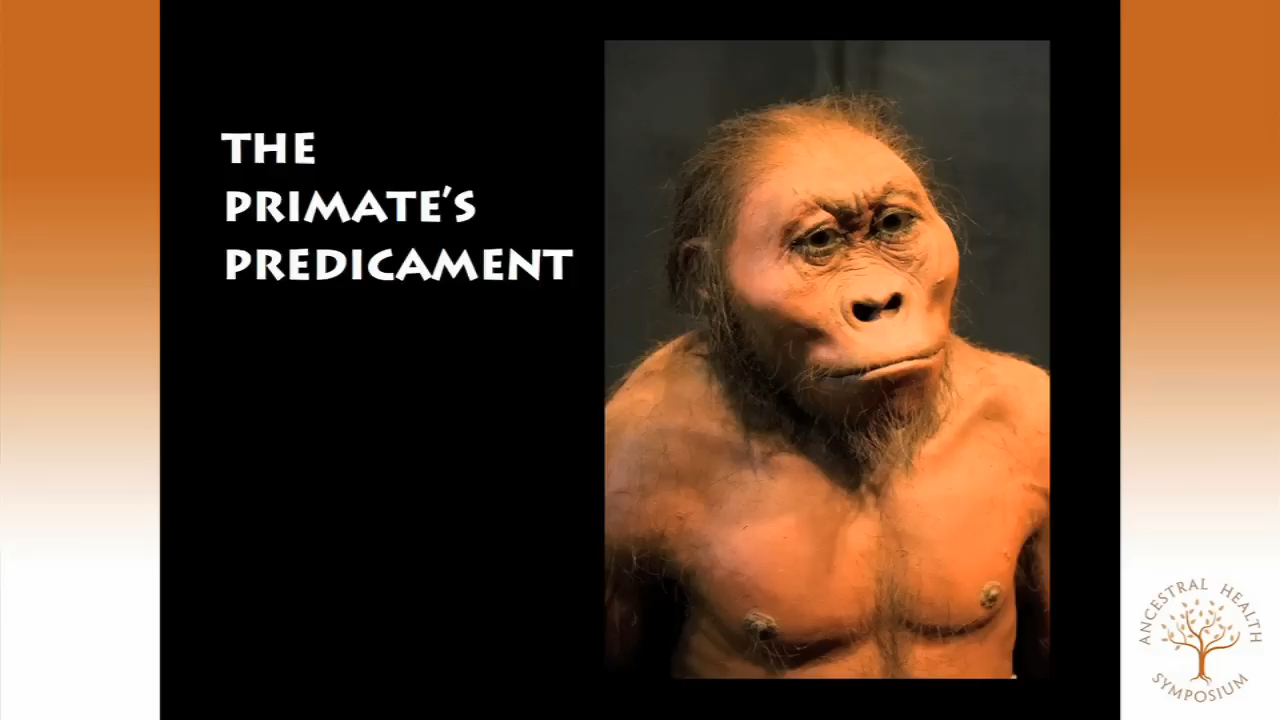 THE
PRIMATE'S
PREDICAMENT
ANCESTRAL HEALTH
SYMPOSIUM